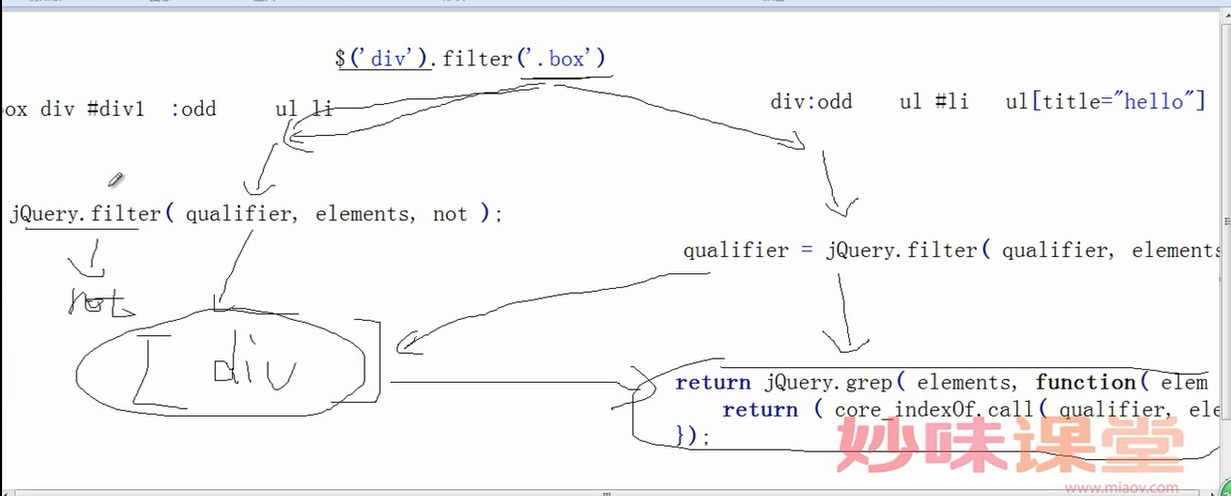 $('div').filter('.box')
ox div #div1 :odd ul li
div:odd ul #li ul[title="hello"]
jQuery.filter( qualifier, elements, not );
qualifier = jQuery.filter( qualifier, elements
not
[ div ]
return jQuery.grep( elements, function( elem
return ( core_indexOf.call( qualifier, ele
});
妙味课堂
www.miaov.com